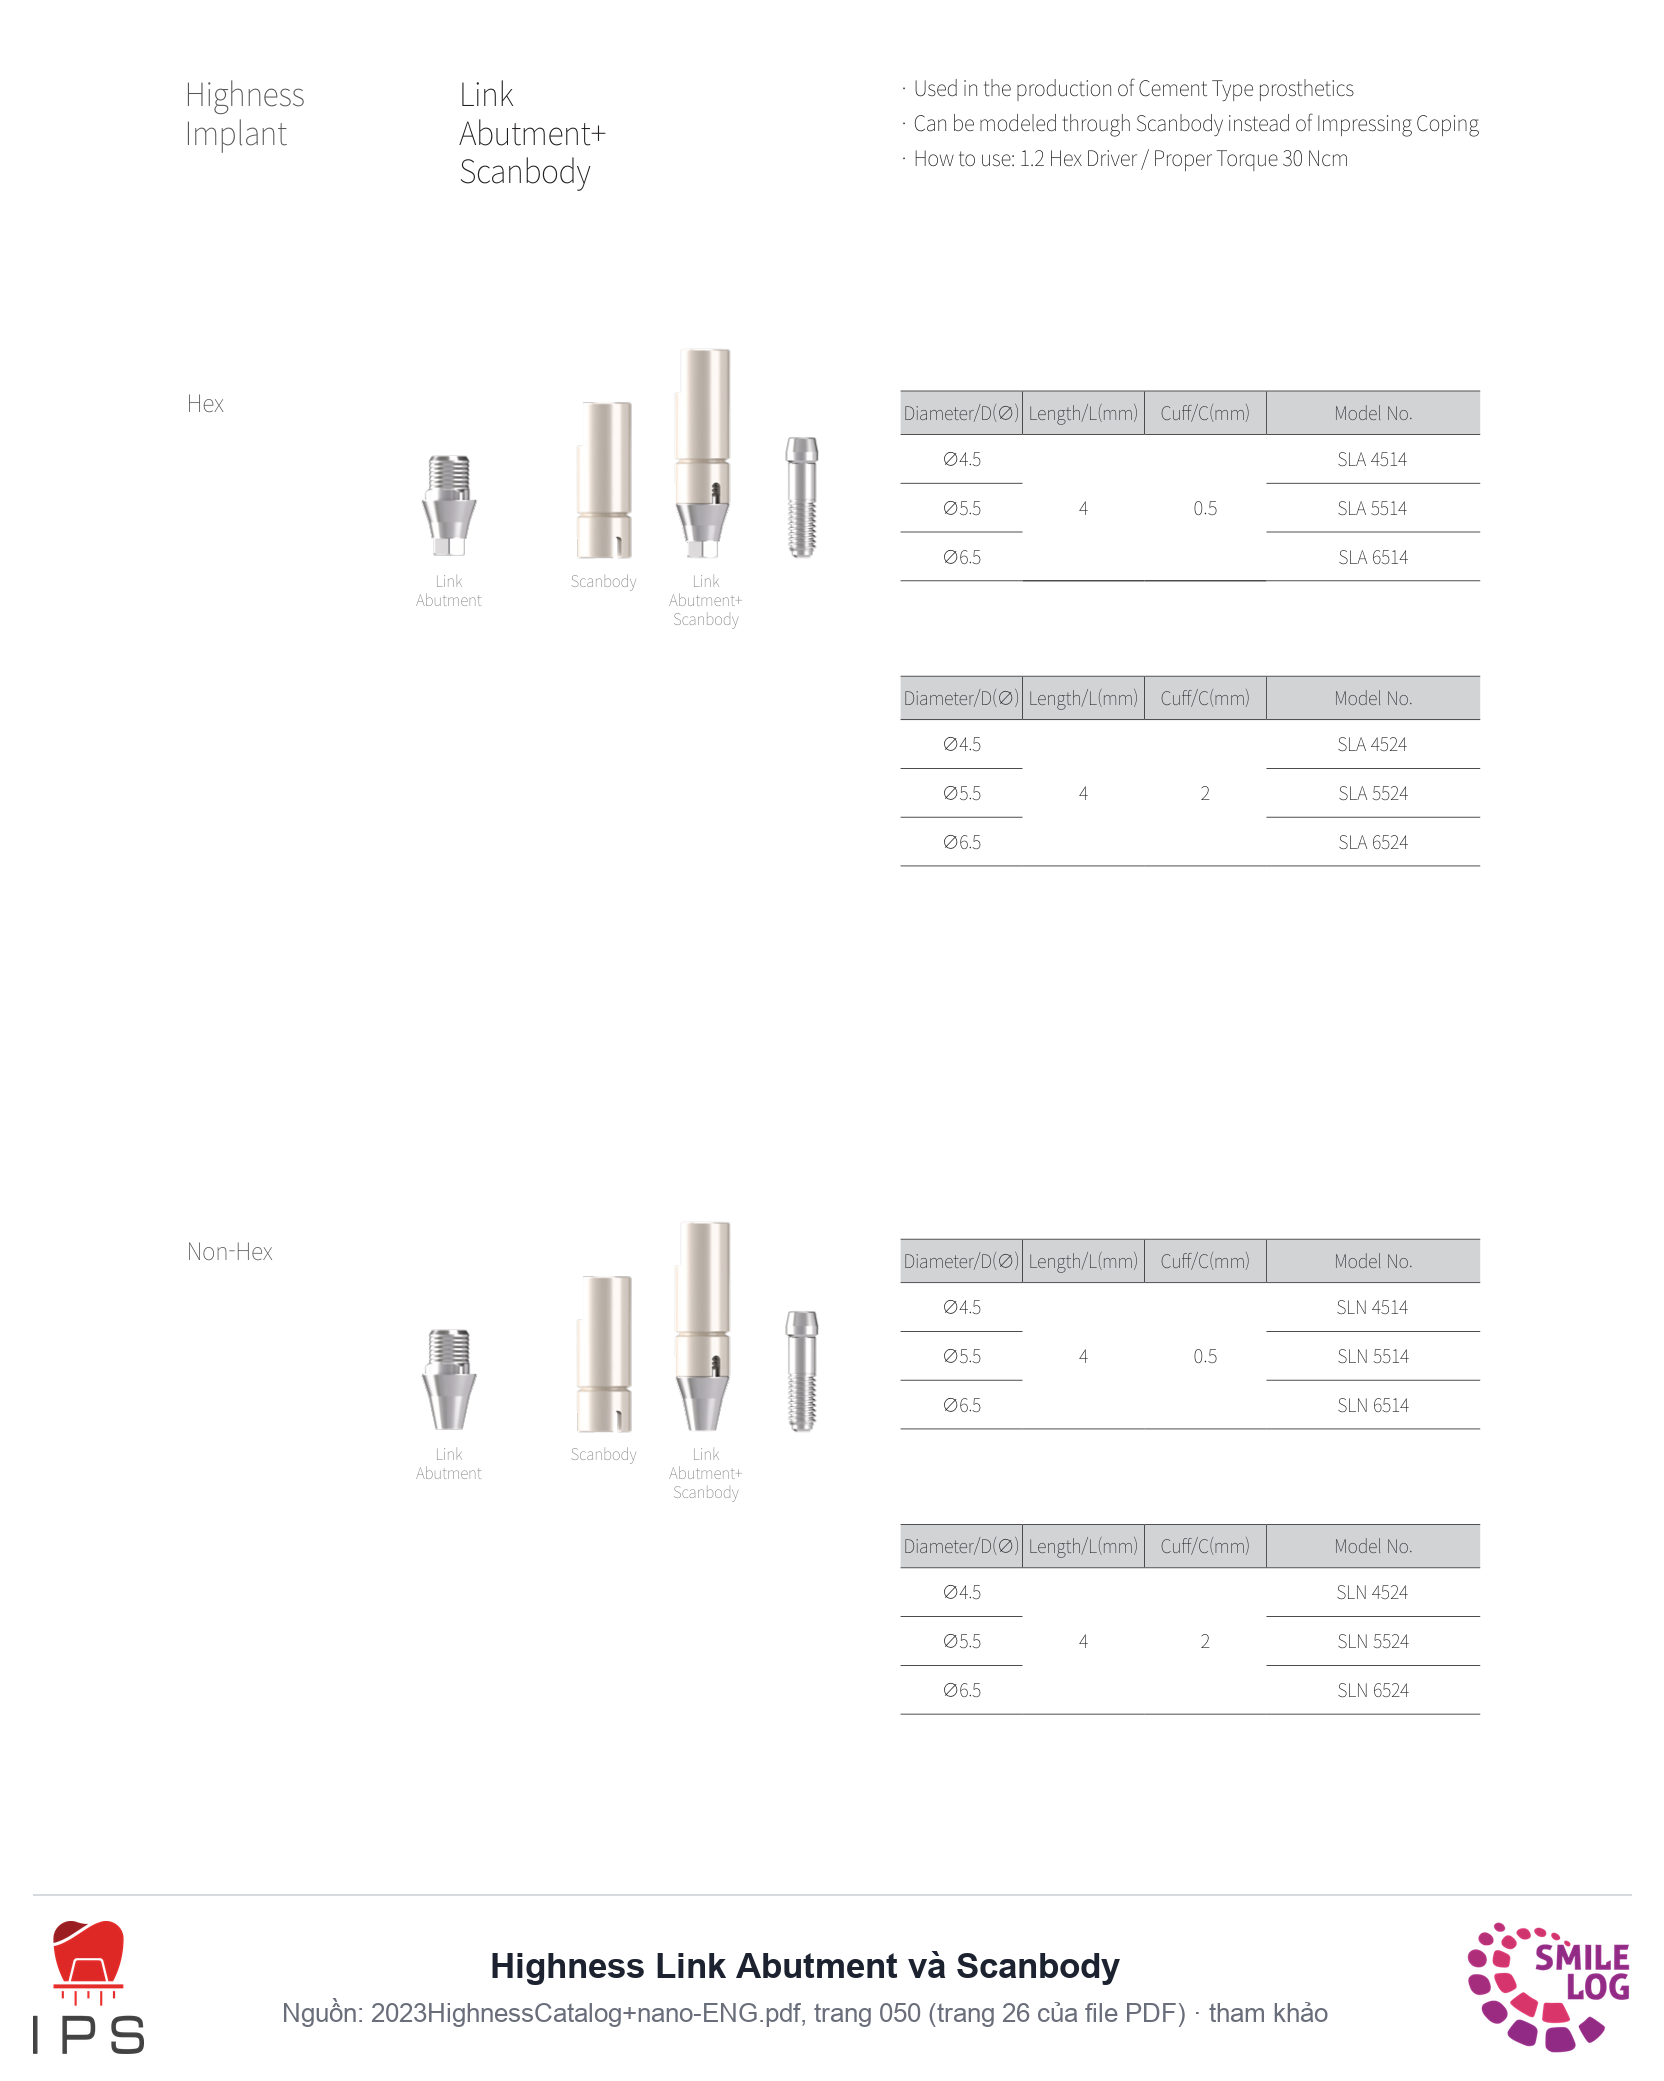 Highness
Implant
Link
Abutment+
Scanbody
· Used in the production of Cement Type prosthetics
· Can be modeled through Scanbody instead of Impressing Coping
· How to use: 1.2 Hex Driver / Proper Torque 30 Ncm
Hex
Link
Abutment
Scanbody
Link
Abutment+
Scanbody
Diameter/D(∅) Length/L(mm) Cuff/C(mm) Model No.
∅4.5 SLA 4514
∅5.5 4 0.5 SLA 5514
∅6.5 SLA 6514
Diameter/D(∅) Length/L(mm) Cuff/C(mm) Model No.
∅4.5 SLA 4524
∅5.5 4 2 SLA 5524
∅6.5 SLA 6524
Non-Hex
Link
Abutment
Scanbody
Link
Abutment+
Scanbody
Diameter/D(∅) Length/L(mm) Cuff/C(mm) Model No.
∅4.5 SLN 4514
∅5.5 4 0.5 SLN 5514
∅6.5 SLN 6514
Diameter/D(∅) Length/L(mm) Cuff/C(mm) Model No.
∅4.5 SLN 4524
∅5.5 4 2 SLN 5524
∅6.5 SLN 6524
IPS
Highness Link Abutment và Scanbody
Nguồn: 2023HighnessCatalog+nano-ENG.pdf, trang 050 (trang 26 của file PDF) · tham khảo
SMILE
LOG